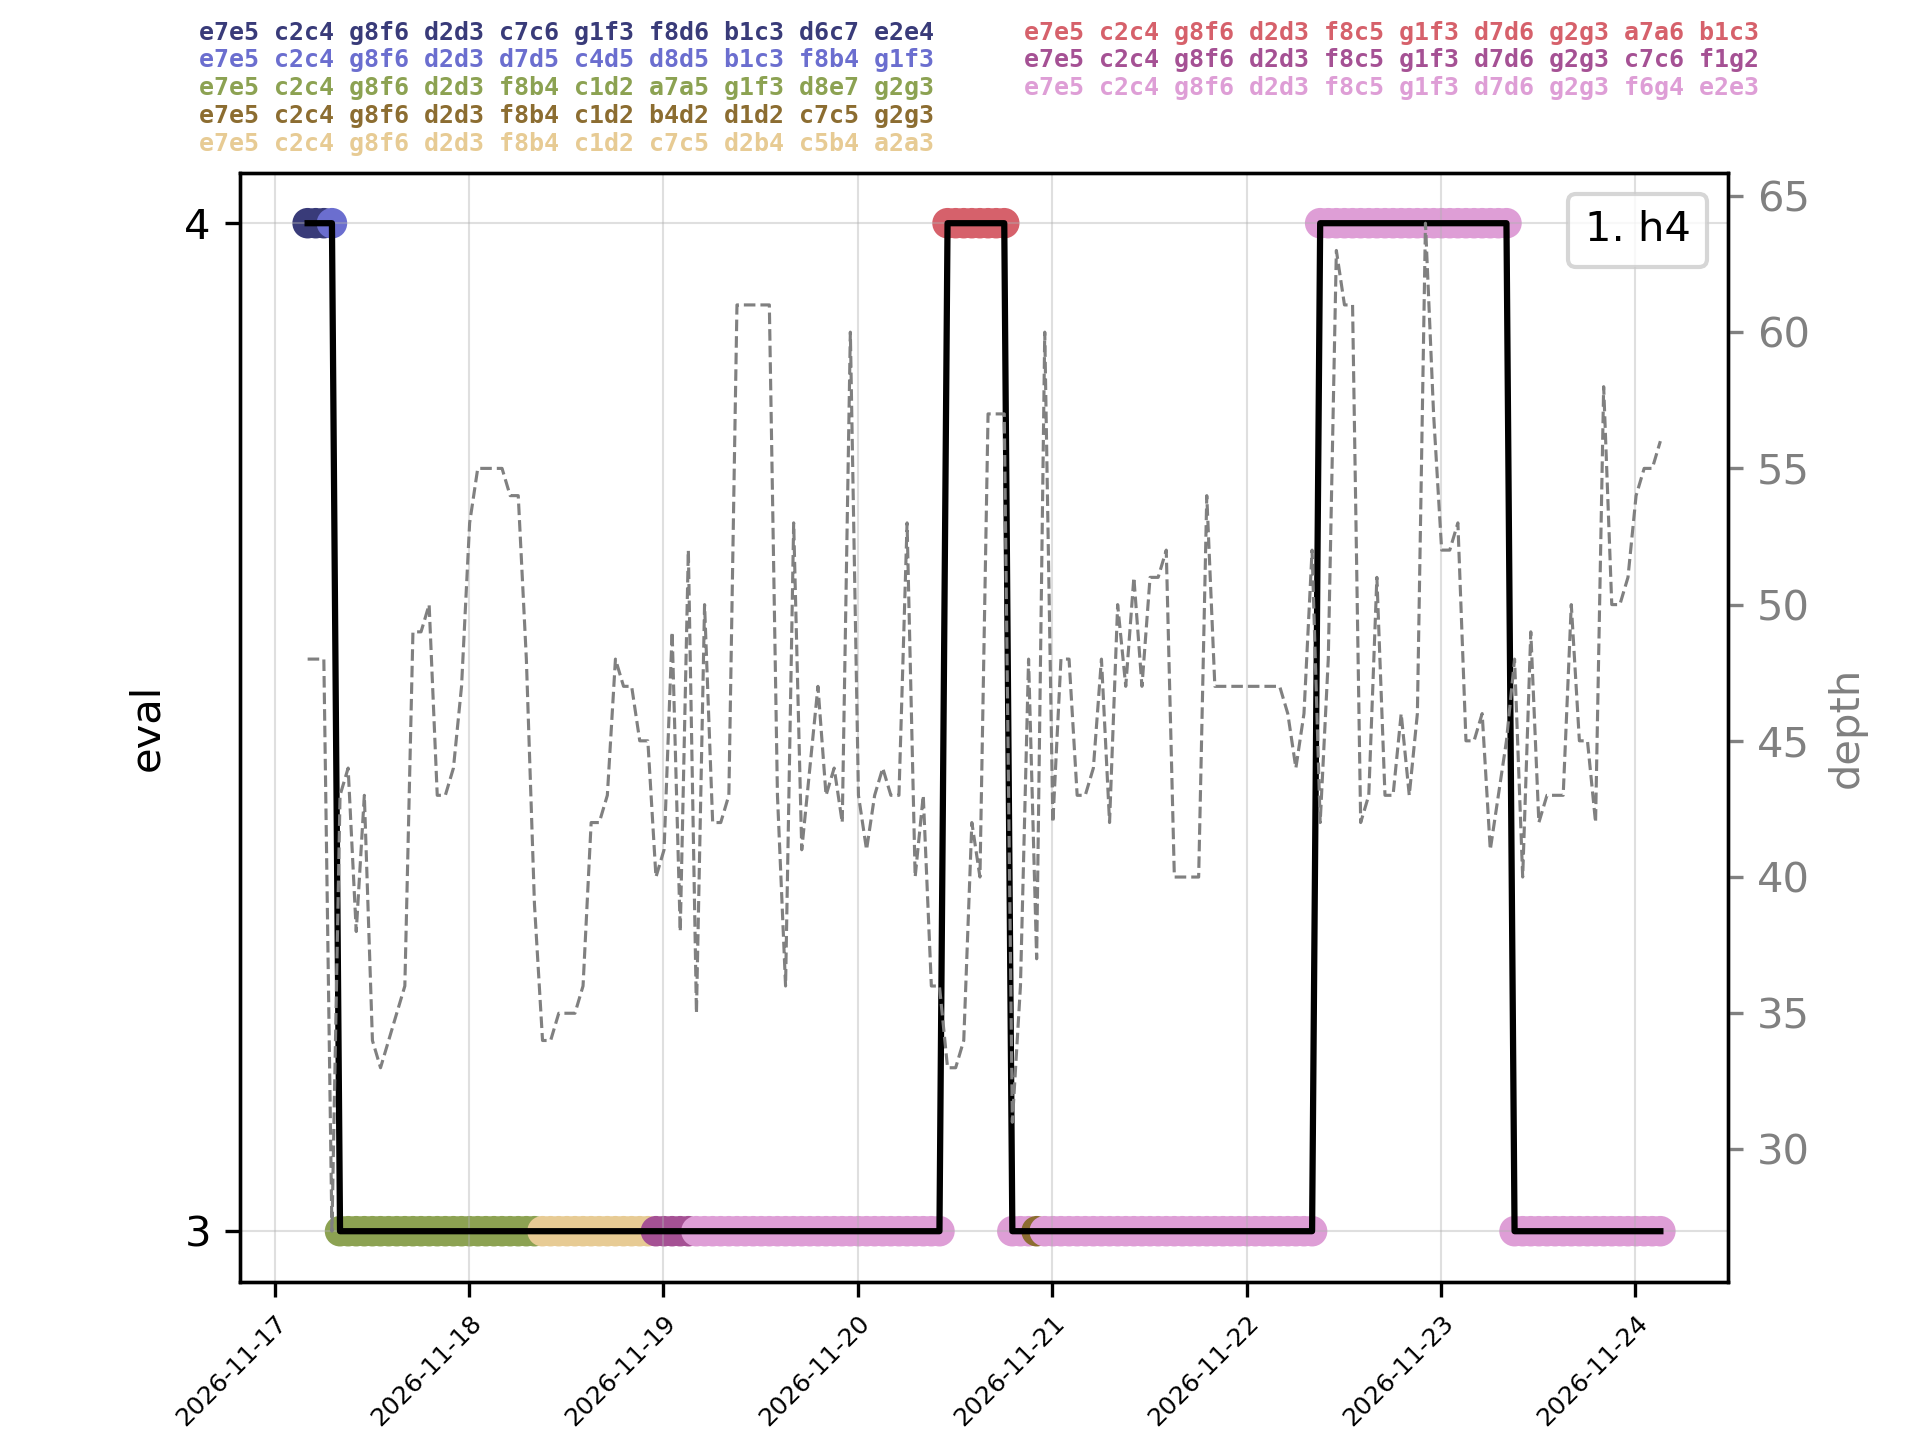 e7e5 c2c4 g8f6 d2d3 c7c6 g1f3 f8d6 b1c3 d6c7 e2e4
e7e5 c2c4 g8f6 d2d3 d7d5 c4d5 d8d5 b1c3 f8b4 g1f3
e7e5 c2c4 g8f6 d2d3 f8b4 c1d2 a7a5 g1f3 d8e7 g2g3
e7e5 c2c4 g8f6 d2d3 f8b4 c1d2 b4d2 d1d2 c7c5 g2g3
e7e5 c2c4 g8f6 d2d3 f8b4 c1d2 c7c5 d2b4 c5b4 a2a3
e7e5 c2c4 g8f6 d2d3 f8c5 g1f3 d7d6 g2g3 a7a6 b1c3
e7e5 c2c4 g8f6 d2d3 f8c5 g1f3 d7d6 g2g3 c7c6 f1g2
e7e5 c2c4 g8f6 d2d3 f8c5 g1f3 d7d6 g2g3 f6g4 e2e3
1. h4
4
3
eval
65
60
55
50
45
40
35
30
depth
2026-11-17
2026-11-18
2026-11-19
2026-11-20
2026-11-21
2026-11-22
2026-11-23
2026-11-24